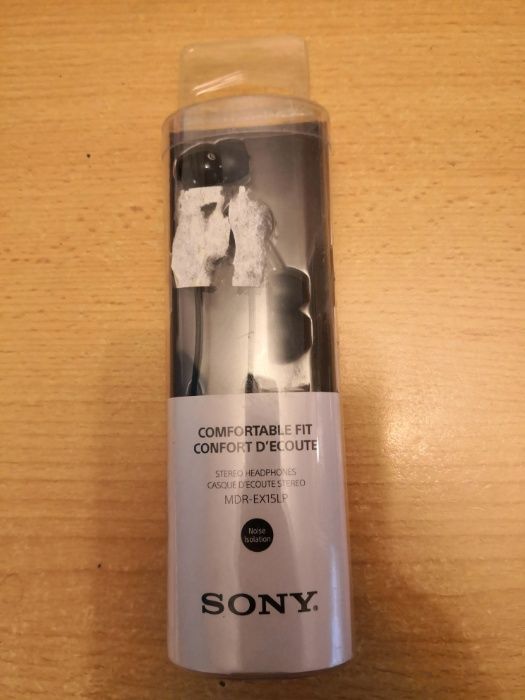 COMFORTABLE FIT
CONFORT D'ECOUTE
STEREO HEADPHONES
CASQUE D'ECOUTE STEREO
MDR-EX15LP
Noise
Isolation
SONY®